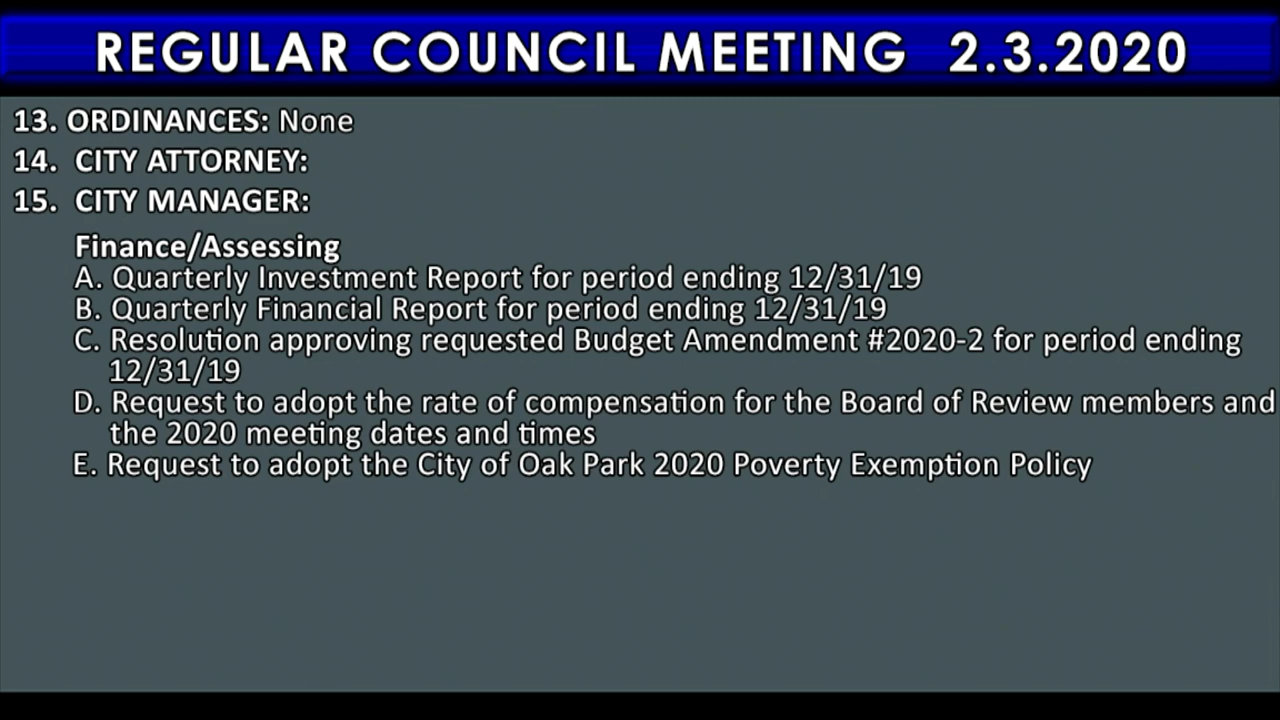 REGULAR COUNCIL MEETING 2.3.2020
13. ORDINANCES: None
14. CITY ATTORNEY:
15. CITY MANAGER:
Finance/Assessing
A. Quarterly Investment Report for period ending 12/31/19
B. Quarterly Financial Report for period ending 12/31/19
C. Resolution approving requested Budget Amendment #2020-2 for period ending
12/31/19
D. Request to adopt the rate of compensation for the Board of Review members and
the 2020 meeting dates and times
E. Request to adopt the City of Oak Park 2020 Poverty Exemption Policy